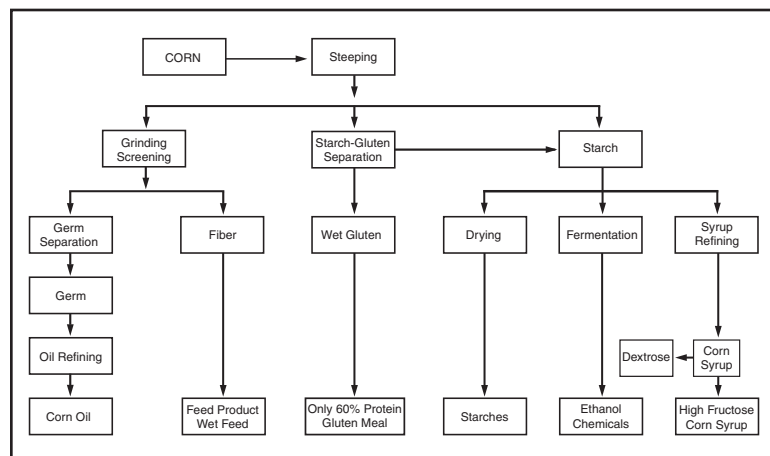 CORN
Steeping
Grinding
Screening
Starch-Gluten
Separation
Starch
Germ
Separation
Fiber
Wet Gluten
Drying
Fermentation
Syrup
Refining
Germ
Oil Refining
Dextrose
Corn
Syrup
Corn Oil
Feed Product
Wet Feed
Only 60% Protein
Gluten Meal
Starches
Ethanol
Chemicals
High Fructose
Corn Syrup